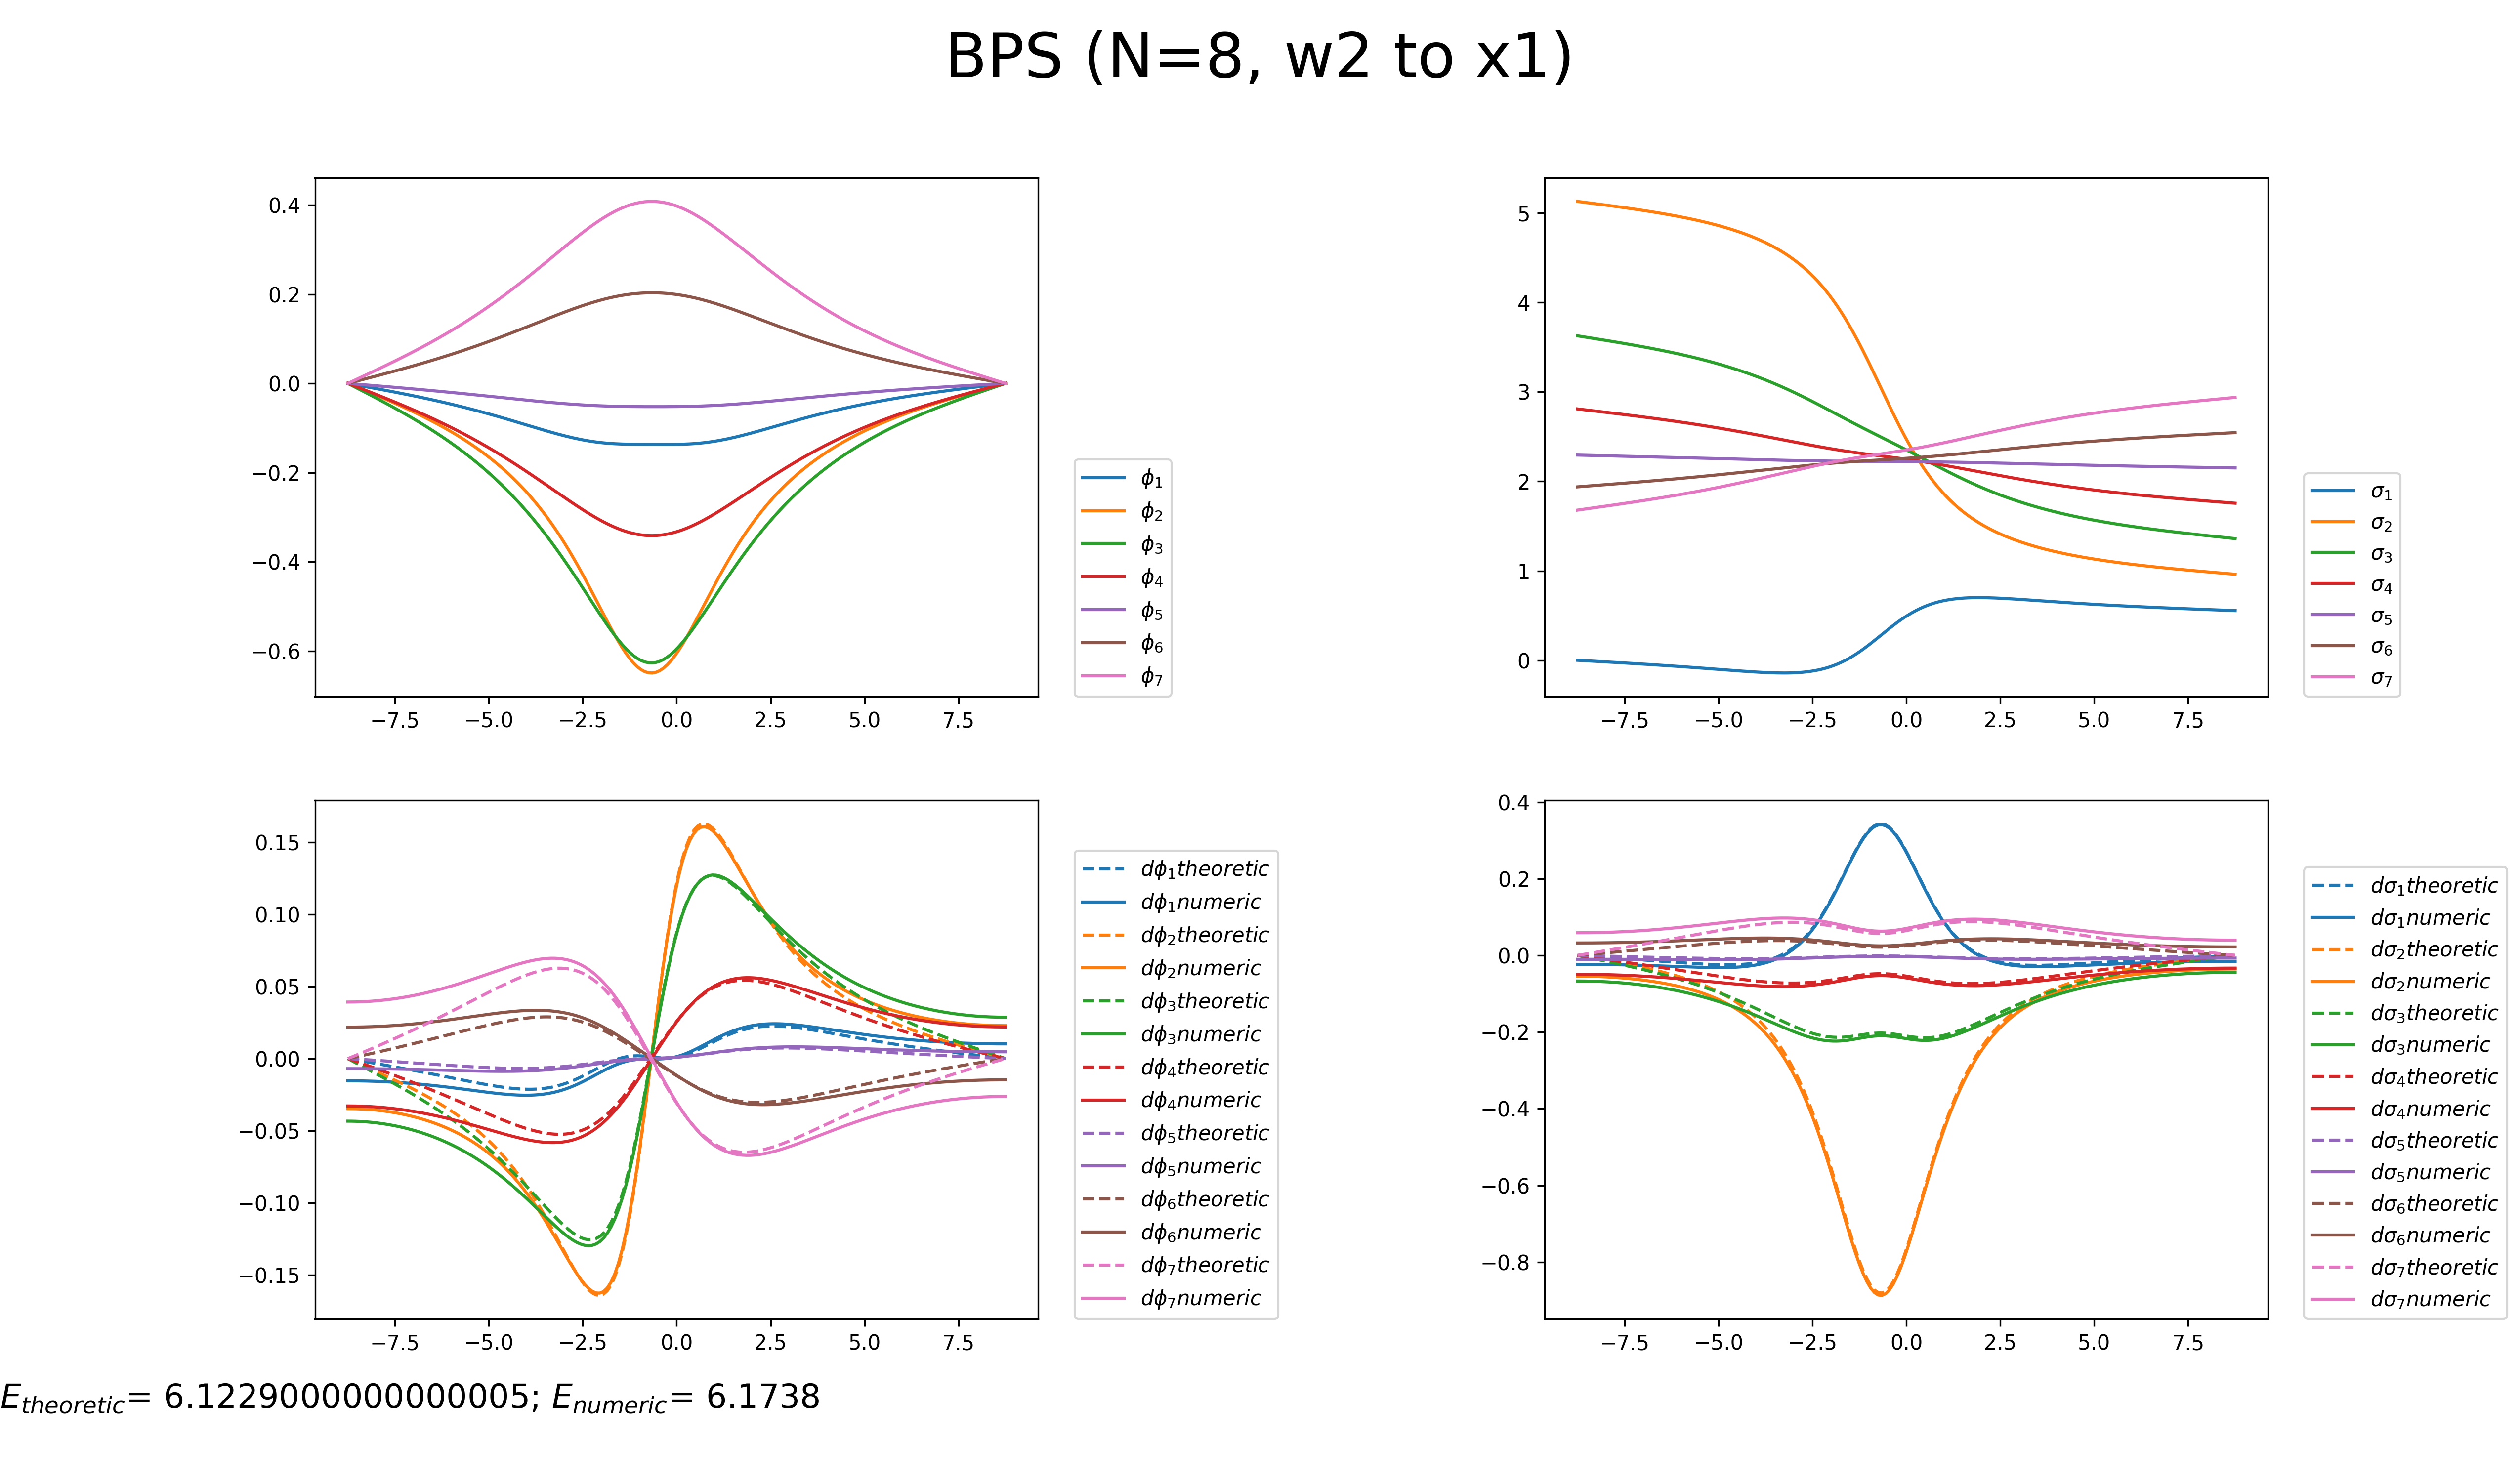 BPS (N=8, w2 to x1)
0.4
0.2
0.0
−0.2
−0.4
−0.6
−7.5 −5.0 −2.5 0.0 2.5 5.0 7.5
ϕ1
ϕ2
ϕ3
ϕ4
ϕ5
ϕ6
ϕ7
5
4
3
2
1
0
−7.5 −5.0 −2.5 0.0 2.5 5.0 7.5
σ1
σ2
σ3
σ4
σ5
σ6
σ7
0.15
0.10
0.05
0.00
−0.05
−0.10
−0.15
−7.5 −5.0 −2.5 0.0 2.5 5.0 7.5
dϕ1theoretic
dϕ1numeric
dϕ2theoretic
dϕ2numeric
dϕ3theoretic
dϕ3numeric
dϕ4theoretic
dϕ4numeric
dϕ5theoretic
dϕ5numeric
dϕ6theoretic
dϕ6numeric
dϕ7theoretic
dϕ7numeric
0.4
0.2
0.0
−0.2
−0.4
−0.6
−0.8
−7.5 −5.0 −2.5 0.0 2.5 5.0 7.5
dσ1theoretic
dσ1numeric
dσ2theoretic
dσ2numeric
dσ3theoretic
dσ3numeric
dσ4theoretic
dσ4numeric
dσ5theoretic
dσ5numeric
dσ6theoretic
dσ6numeric
dσ7theoretic
dσ7numeric
Etheoretic= 6.1229000000000005; Enumeric= 6.1738